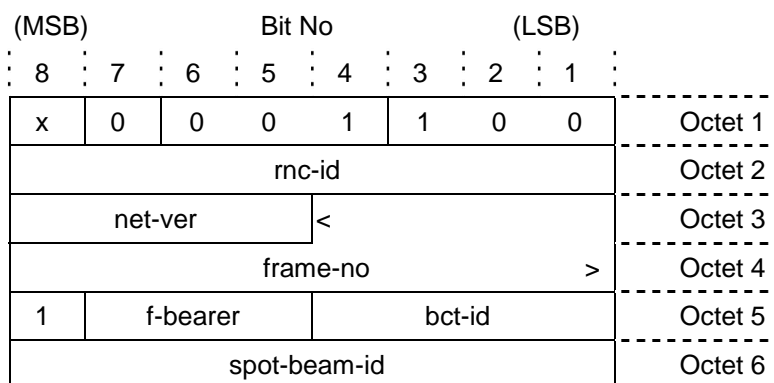 (MSB) Bit No (LSB)
8 7 6 5 4 3 2 1
x 0 0 0 1 1 0 0 Octet 1
rnc-id Octet 2
net-ver < Octet 3
frame-no > Octet 4
1 f-bearer bct-id Octet 5
spot-beam-id Octet 6